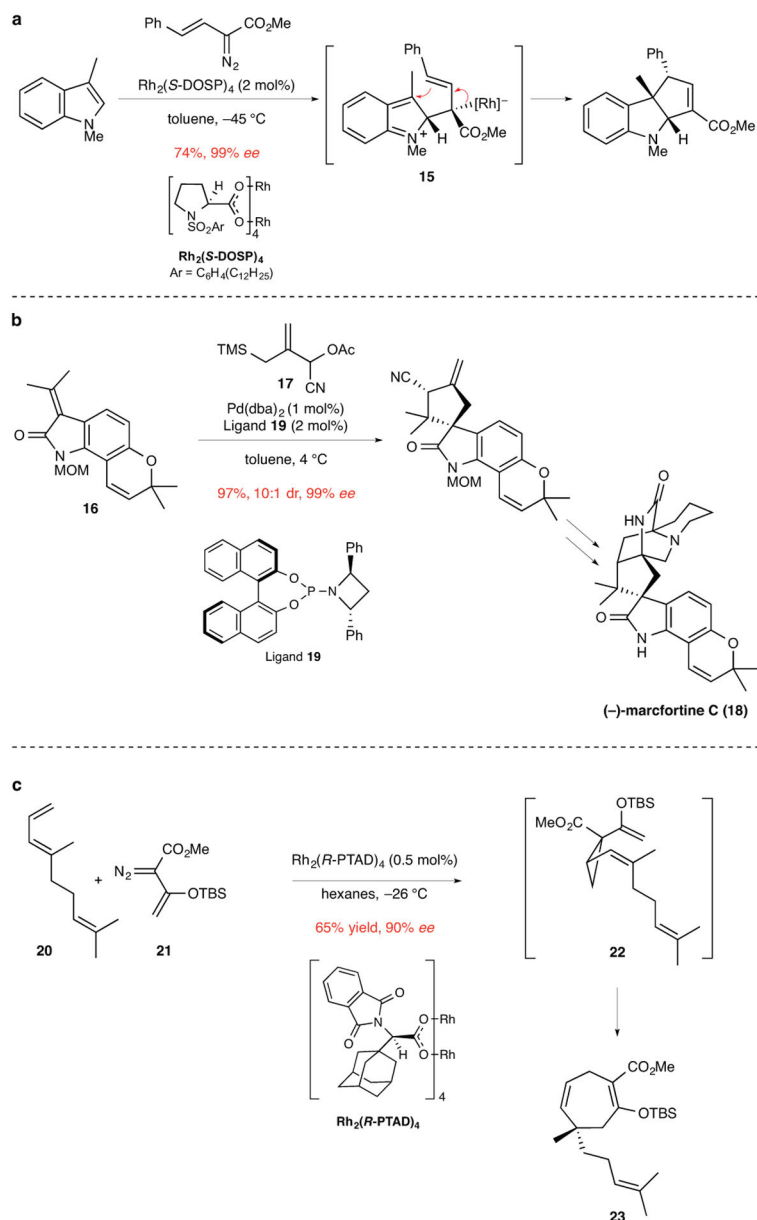 a
Ph
CO2Me
N2
N
Me
Rh2(S-DOSP)4 (2 mol%)
toluene, –45 °C
74%, 99% ee
H
N
SO2Ar
O
O
Rh
Rh
4
Rh2(S-DOSP)4
Ar = C6H4(C12H25)
Ph
[Rh]–
CO2Me
H
N+
Me
15
Ph
CO2Me
H
N
Me
b
TMS
OAc
CN
17
O
N
MOM
O
16
Pd(dba)2 (1 mol%)
Ligand 19 (2 mol%)
toluene, 4 °C
97%, 10:1 dr, 99% ee
Ph
O
P
N
O
Ph
Ligand 19
NC
O
N
MOM
O
O
HN
N
O
N
H
O
(–)-marcfortine C (18)
c
20
+
N2
CO2Me
OTBS
21
Rh2(R-PTAD)4 (0.5 mol%)
hexanes, –26 °C
65% yield, 90% ee
O
N
O
H
O
O
Rh
Rh
4
Rh2(R-PTAD)4
OTBS
MeO2C
22
CO2Me
OTBS
23